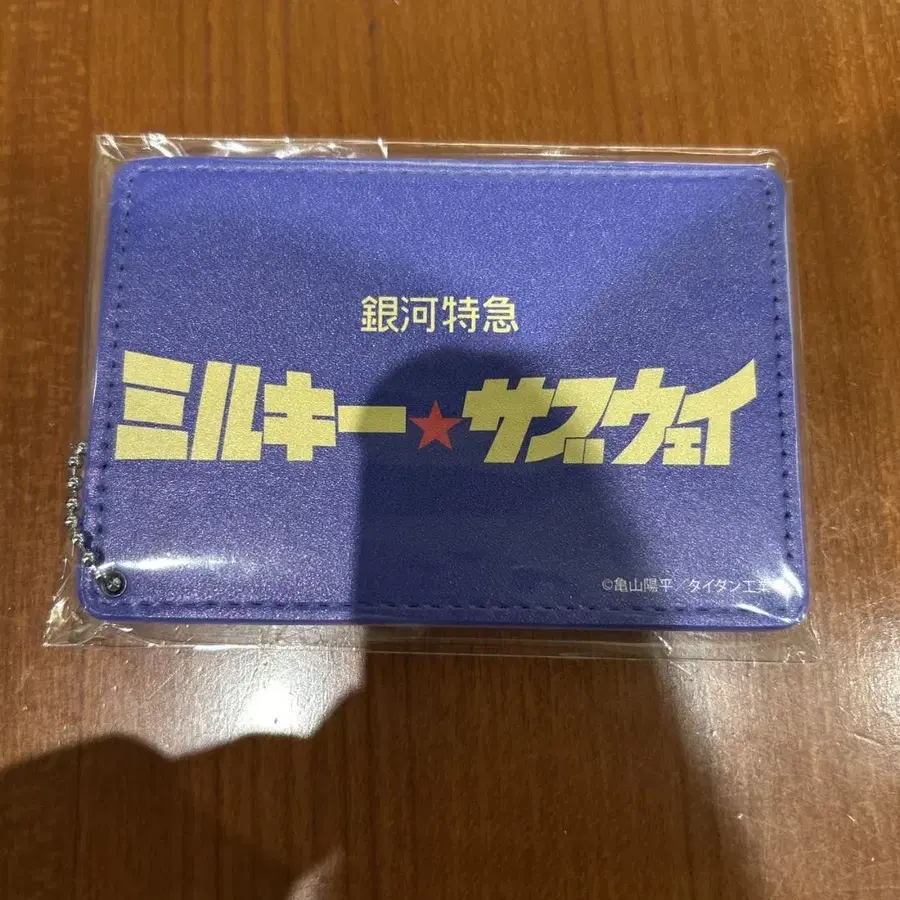 銀河特急
ミルキー★サブウェイ
©亀山陽平／タイタン工業